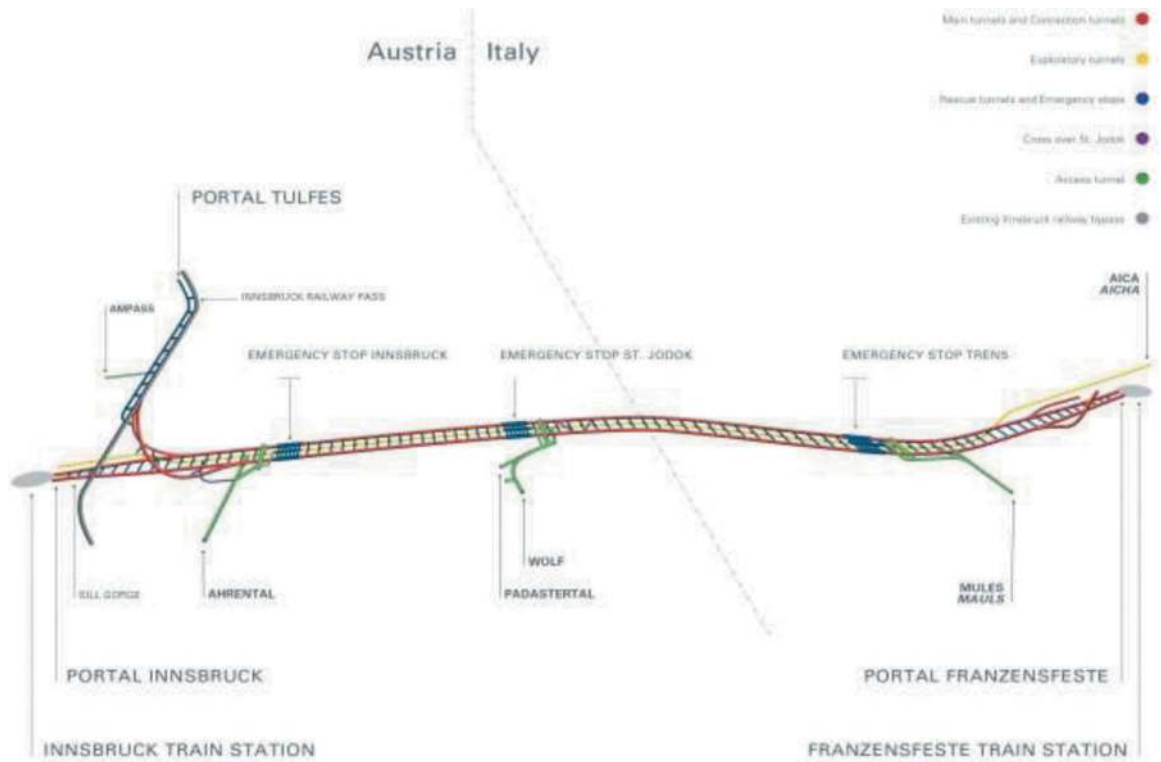 Main tunnels and Connection tunnels
Austria Italy
Exploratory tunnels
Rescue tunnels and Emergency stops
Cross over St. Jodok
Access tunnel
PORTAL TULFES
Existing Innsbruck railway bypass
AICA
AICHA
INNSBRUCK RAILWAY PASS
AMPASS
EMERGENCY STOP INNSBRUCK
EMERGENCY STOP ST. JODOK
EMERGENCY STOP TRENS
WOLF
SILL GORGE
AHRENTAL
PADASTERTAL
MULES
MAULS
PORTAL INNSBRUCK
PORTAL FRANZENSFESTE
INNSBRUCK TRAIN STATION
FRANZENSFESTE TRAIN STATION